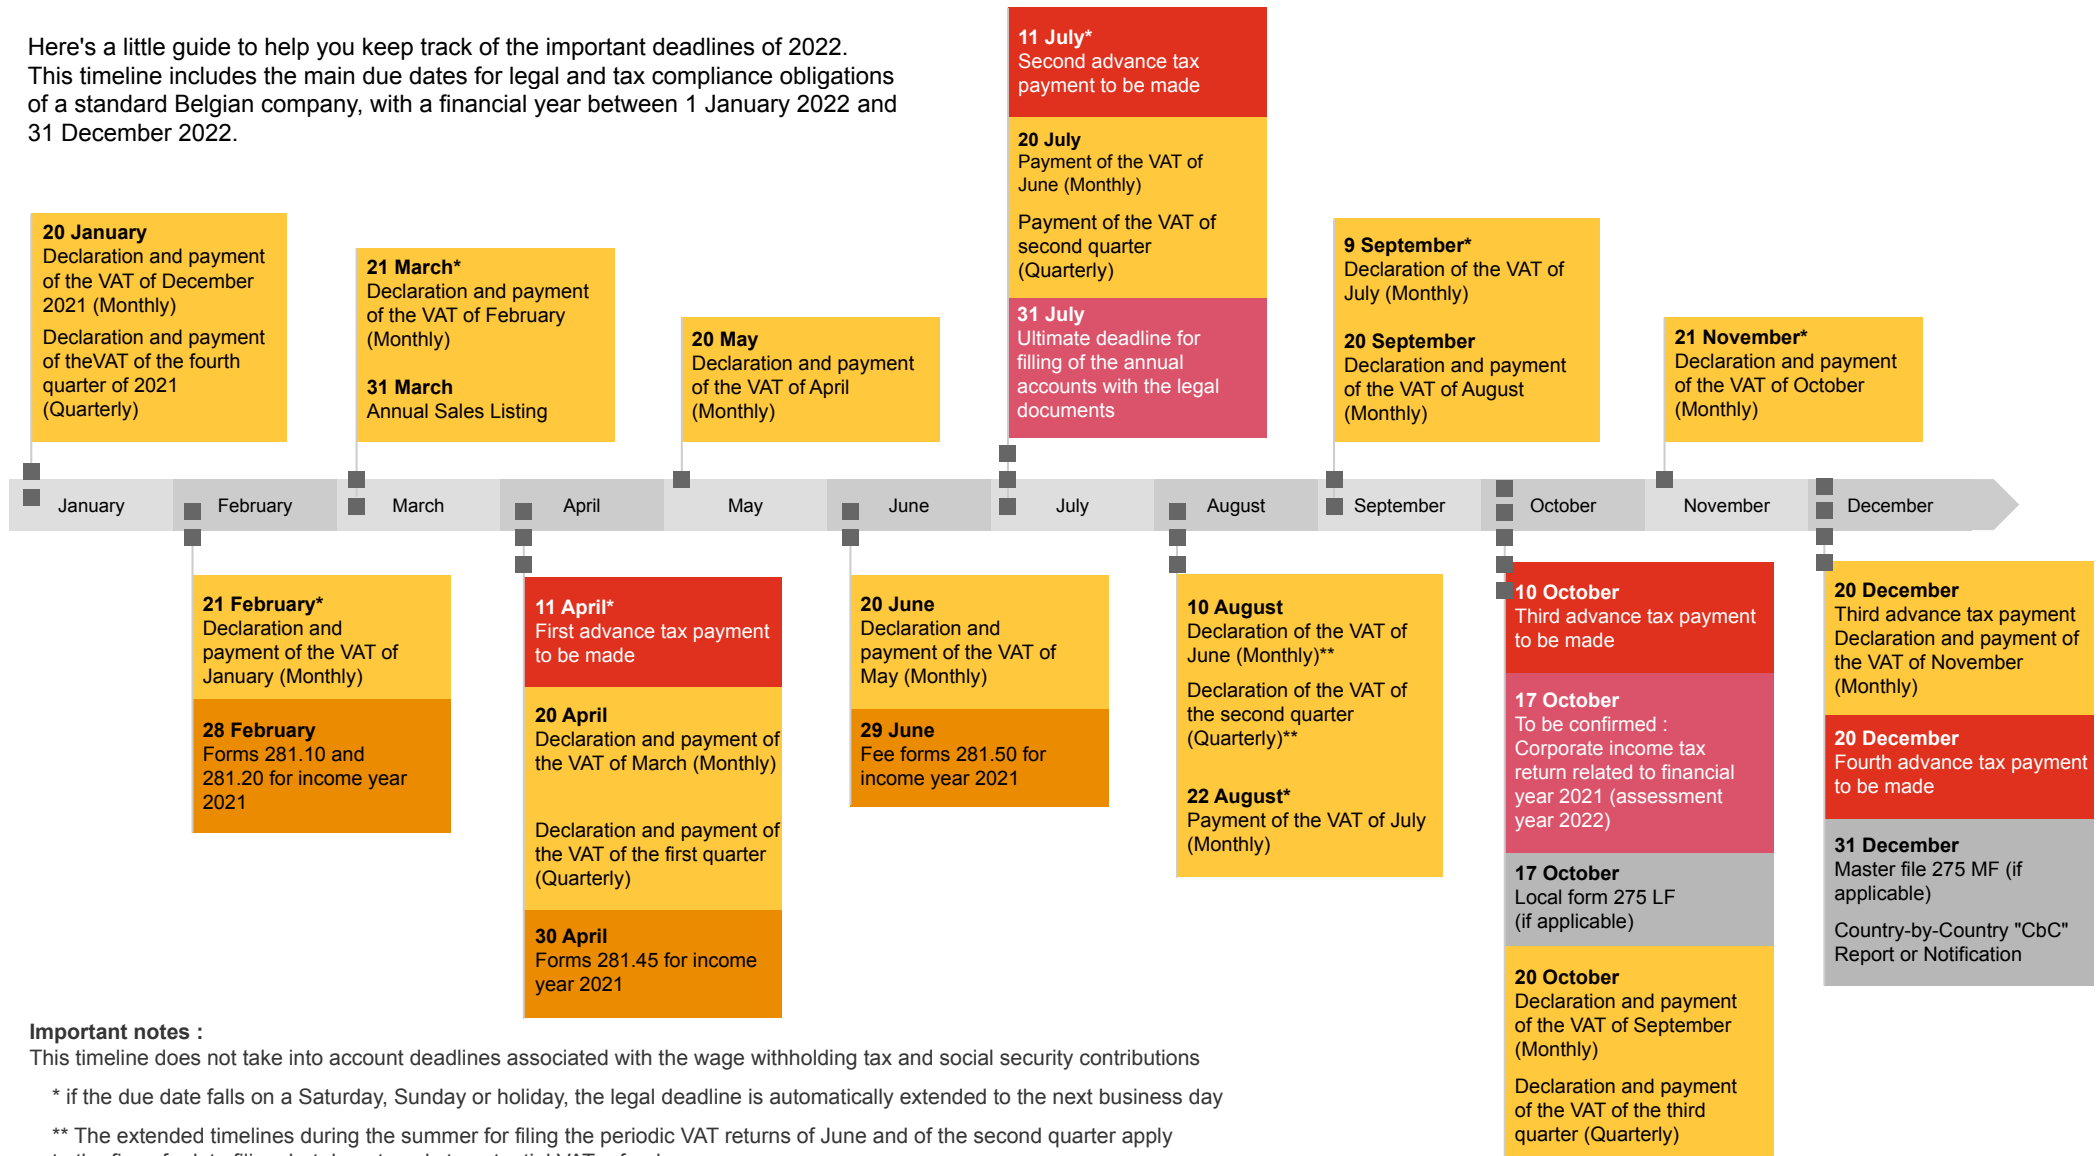 Here's a little guide to help you keep track of the important deadlines of 2022.
This timeline includes the main due dates for legal and tax compliance obligations
of a standard Belgian company, with a financial year between 1 January 2022 and
31 December 2022.
20 January
Declaration and payment
of the VAT of December
2021 (Monthly)
Declaration and payment
of theVAT of the fourth
quarter of 2021
(Quarterly)
21 March*
Declaration and payment
of the VAT of February
(Monthly)
31 March
Annual Sales Listing
20 May
Declaration and payment
of the VAT of April
(Monthly)
11 July*
Second advance tax
payment to be made
20 July
Payment of the VAT of
June (Monthly)
Payment of the VAT of
second quarter
(Quarterly)
31 July
Ultimate deadline for
filling of the annual
accounts with the legal
documents
9 September*
Declaration of the VAT of
July (Monthly)
20 September
Declaration and payment
of the VAT of August
(Monthly)
21 November*
Declaration and payment
of the VAT of October
(Monthly)
January
February
March
April
May
June
July
August
September
October
November
December
21 February*
Declaration and
payment of the VAT of
January (Monthly)
28 February
Forms 281.10 and
281.20 for income year
2021
11 April*
First advance tax payment
to be made
20 April
Declaration and payment of
the VAT of March (Monthly)
Declaration and payment of
the VAT of the first quarter
(Quarterly)
30 April
Forms 281.45 for income
year 2021
20 June
Declaration and
payment of the VAT of
May (Monthly)
29 June
Fee forms 281.50 for
income year 2021
10 August
Declaration of the VAT of
June (Monthly)**
Declaration of the VAT of
the second quarter
(Quarterly)**
22 August*
Payment of the VAT of July
(Monthly)
10 October
Third advance tax payment
to be made
17 October
To be confirmed :
Corporate income tax
return related to financial
year 2021 (assessment
year 2022)
17 October
Local form 275 LF
(if applicable)
20 October
Declaration and payment
of the VAT of September
(Monthly)
Declaration and payment
of the VAT of the third
quarter (Quarterly)
20 December
Third advance tax payment
Declaration and payment of
the VAT of November
(Monthly)
20 December
Fourth advance tax payment
to be made
31 December
Master file 275 MF (if
applicable)
Country-by-Country "CbC"
Report or Notification
Important notes :
This timeline does not take into account deadlines associated with the wage withholding tax and social security contributions
* if the due date falls on a Saturday, Sunday or holiday, the legal deadline is automatically extended to the next business day
** The extended timelines during the summer for filing the periodic VAT returns of June and of the second quarter apply